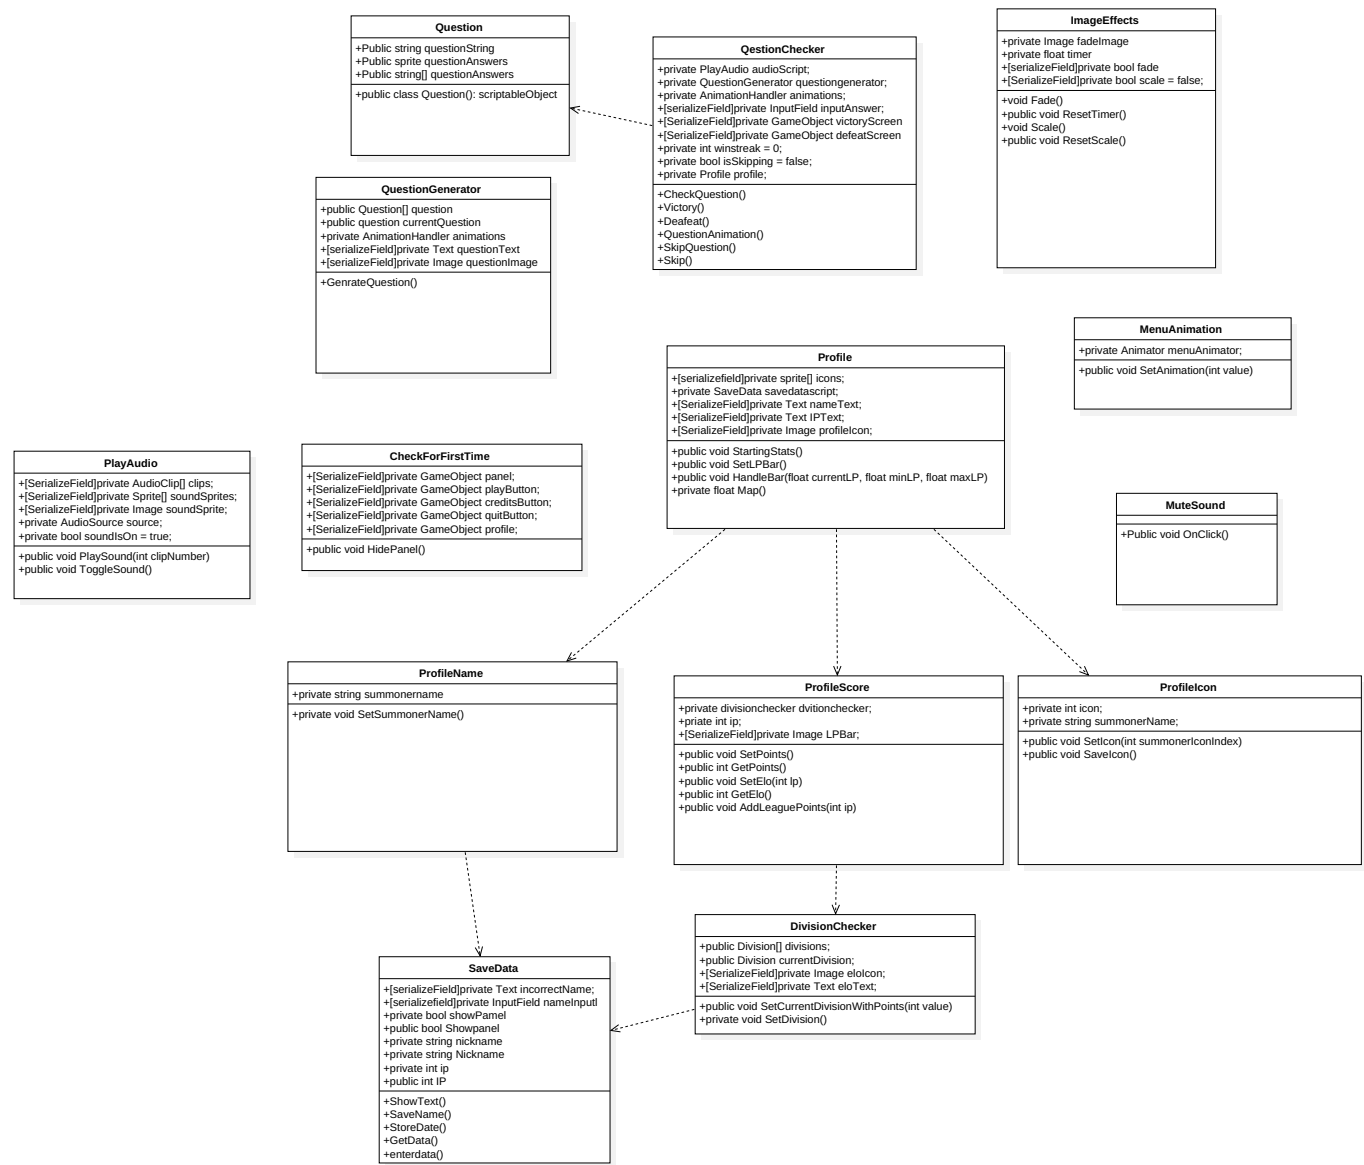 Question
+Public string questionString
+Public sprite questionAnswers
+Public string[] questionAnswers
+public class Question(): scriptableObject
QestionChecker
+private PlayAudio audioScript;
+private QuestionGenerator questiongenerator;
+private AnimationHandler animations;
+[serializeField]private InputField inputAnswer;
+[SerializeField]private GameObject victoryScreen
+[SerializeField]private GameObject defeatScreen
+private int winstreak = 0;
+private bool isSkipping = false;
+private Profile profile;
+CheckQuestion()
+Victory()
+Deafeat()
+QuestionAnimation()
+SkipQuestion()
+Skip()
ImageEffects
+private Image fadeImage
+private float timer
+[serializeField]private bool fade
+[SerializeField]private bool scale = false;
+void Fade()
+public void ResetTimer()
+void Scale()
+public void ResetScale()
QuestionGenerator
+public Question[] question
+public question currentQuestion
+private AnimationHandler animations
+[serializeField]private Text questionText
+[serializeField]private Image questionImage
+GenrateQuestion()
MenuAnimation
+private Animator menuAnimator;
+public void SetAnimation(int value)
Profile
+[serializefield]private sprite[] icons;
+private SaveData savedatascript;
+[SerializeField]private Text nameText;
+[SerializeField]private Text IPText;
+[SerializeField]private Image profileIcon;
+public void StartingStats()
+public void SetLPBar()
+public void HandleBar(float currentLP, float minLP, float maxLP)
+private float Map()
PlayAudio
+[SerializeField]private AudioClip[] clips;
+[SerializeField]private Sprite[] soundSprites;
+[SerializeField]private Image soundSprite;
+private AudioSource source;
+private bool soundIsOn = true;
+public void PlaySound(int clipNumber)
+public void ToggleSound()
CheckForFirstTime
+[SerializeField]private GameObject panel;
+[SerializeField]private GameObject playButton;
+[SerializeField]private GameObject creditsButton;
+[SerializeField]private GameObject quitButton;
+[SerializeField]private GameObject profile;
+public void HidePanel()
MuteSound
+Public void OnClick()
ProfileName
+private string summonername
+private void SetSummonerName()
ProfileScore
+private divisionchecker dvitionchecker;
+priate int ip;
+[SerializeField]private Image LPBar;
+public void SetPoints()
+public int GetPoints()
+public void SetElo(int lp)
+public int GetElo()
+public void AddLeaguePoints(int ip)
ProfileIcon
+private int icon;
+private string summonerName;
+public void SetIcon(int summonerIconIndex)
+public void SaveIcon()
DivisionChecker
+public Division[] divisions;
+public Division currentDivision;
+[SerializeField]private Image eloIcon;
+[SerializeField]private Text eloText;
+public void SetCurrentDivisionWithPoints(int value)
+private void SetDivision()
SaveData
+[serializeField]private Text incorrectName;
+[serializefield]private InputField nameInputl
+private bool showPamel
+public bool Showpanel
+private string nickname
+private string Nickname
+private int ip
+public int IP
+ShowText()
+SaveName()
+StoreDate()
+GetData()
+enterdata()